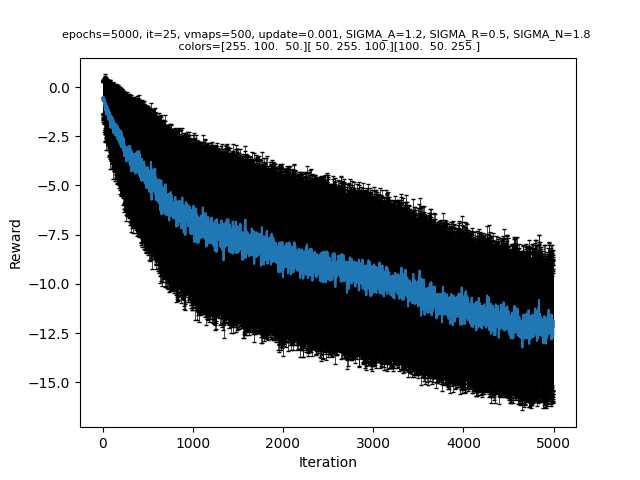 epochs=5000, it=25, vmaps=500, update=0.001, SIGMA_A=1.2, SIGMA_R=0.5, SIGMA_N=1.8
colors=[255. 100.  50.][ 50. 255. 100.][100.  50. 255.]
0.0
−2.5
−5.0
−7.5
−10.0
−12.5
−15.0
Reward
0 1000 2000 3000 4000 5000
Iteration